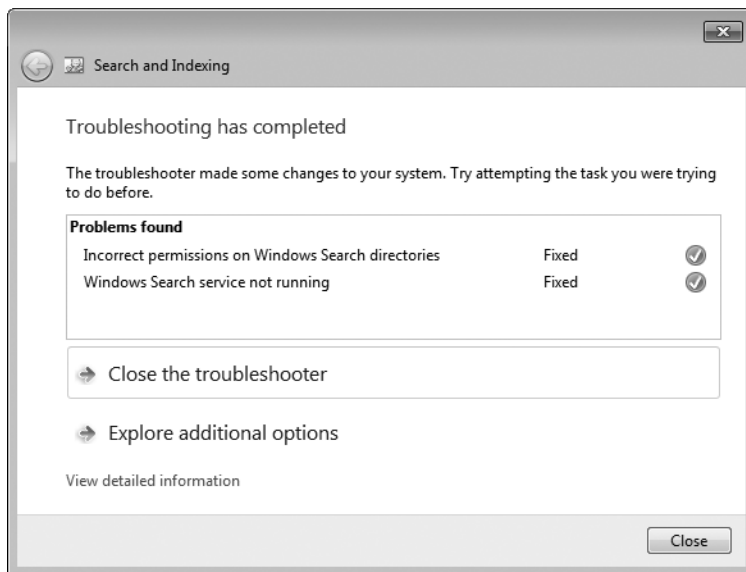 Search and Indexing
Troubleshooting has completed
The troubleshooter made some changes to your system. Try attempting the task you were trying
to do before.
Problems found
Incorrect permissions on Windows Search directories Fixed
Windows Search service not running Fixed
Close the troubleshooter
Explore additional options
View detailed information
Close